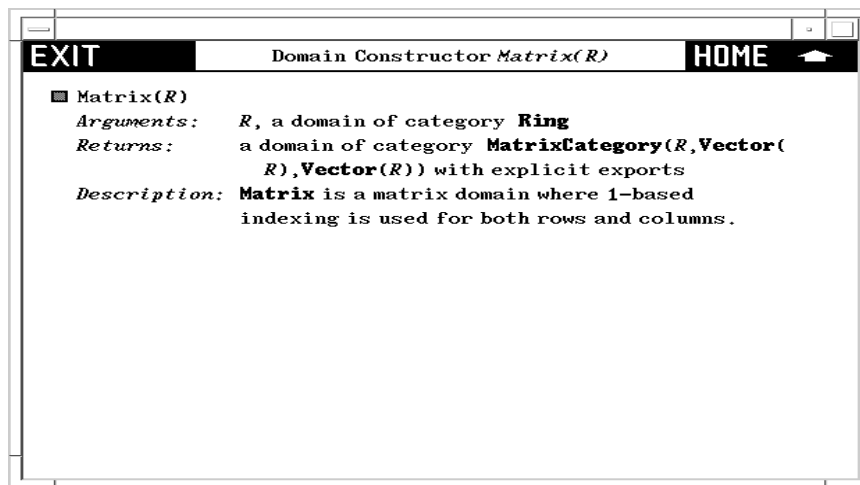 EXIT Domain Constructor Matrix(R) HOME
Matrix(R)
Arguments: R, a domain of category Ring
Returns: a domain of category MatrixCategory(R,Vector(
R),Vector(R)) with explicit exports
Description: Matrix is a matrix domain where 1-based
indexing is used for both rows and columns.